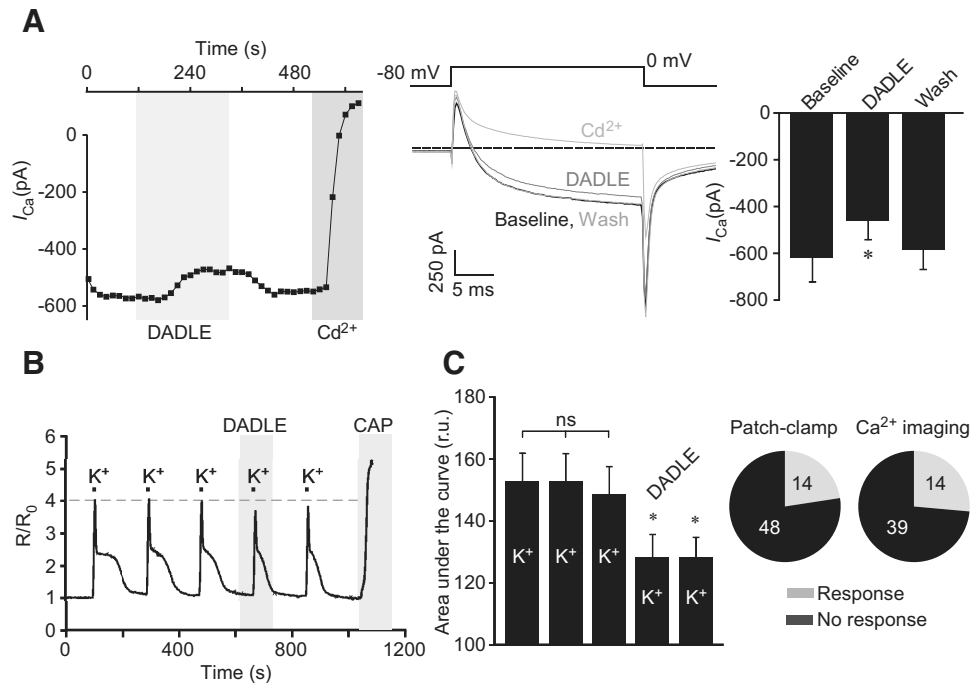 A
Time (s)
0 240 480
0
-200
-400
-600
I_Ca(pA)
DADLE
Cd²⁺
-80 mV
0 mV
Cd²⁺
DADLE
Baseline, Wash
250 pA
5 ms
Baseline
DADLE
Wash
0
-200
-400
-600
-800
I_Ca(pA)
*
B
DADLE
CAP
K⁺ K⁺ K⁺ K⁺ K⁺
6
5
4
3
2
1
0
R/R₀
0 400 800 1200
Time (s)
C
180
160
140
120
100
Area under the curve (r.u.)
ns
DADLE
* *
K⁺ K⁺ K⁺ K⁺ K⁺
Patch-clamp
14
48
Ca²⁺ imaging
14
39
Response
No response